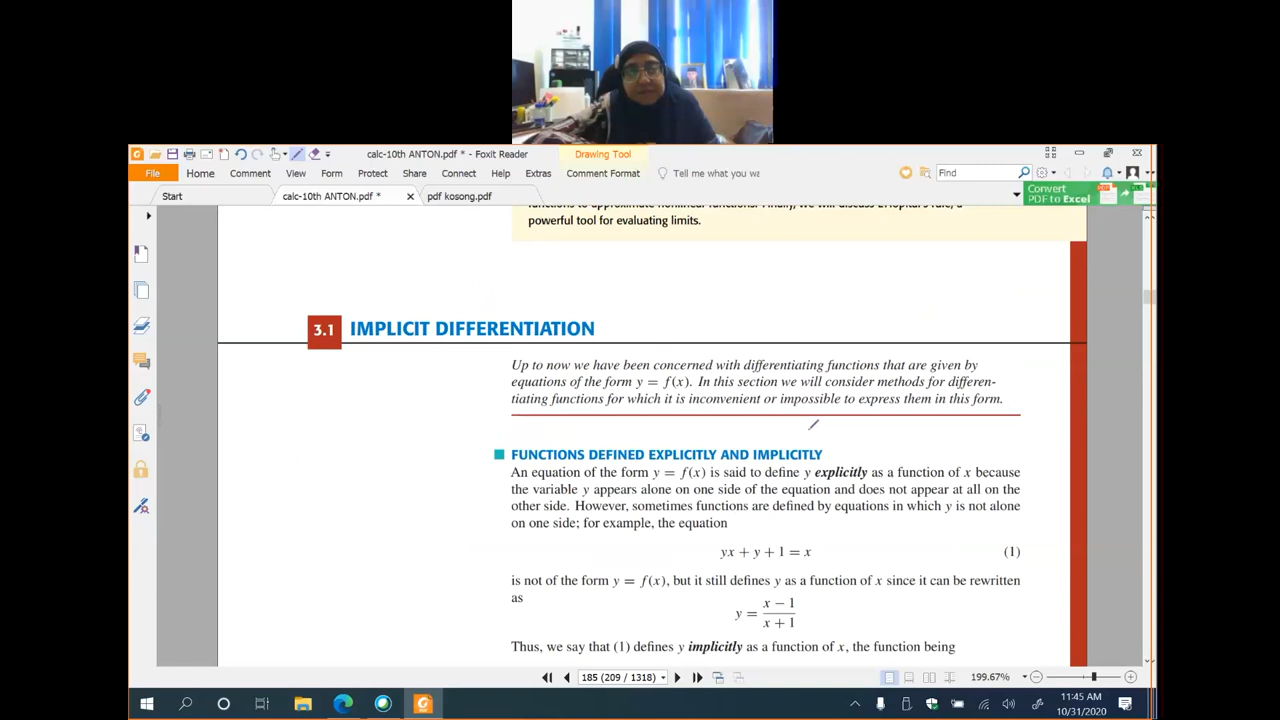 calc-10th ANTON.pdf * - Foxit Reader
Drawing Tool
File
Home
Comment
View
Form
Protect
Share
Connect
Help
Extras
Comment Format
Tell me what you wa
Find
Start
calc-10th ANTON.pdf *
pdf kosong.pdf
Convert
PDF to Excel
powerful tool for evaluating limits.
3.1 IMPLICIT DIFFERENTIATION
Up to now we have been concerned with differentiating functions that are given by
equations of the form y = f(x). In this section we will consider methods for differen-
tiating functions for which it is inconvenient or impossible to express them in this form.
FUNCTIONS DEFINED EXPLICITLY AND IMPLICITLY
An equation of the form y = f(x) is said to define y explicitly as a function of x because
the variable y appears alone on one side of the equation and does not appear at all on the
other side. However, sometimes functions are defined by equations in which y is not alone
on one side; for example, the equation
yx + y + 1 = x (1)
is not of the form y = f(x), but it still defines y as a function of x since it can be rewritten
as
y = x − 1
x + 1
Thus, we say that (1) defines y implicitly as a function of x, the function being
185 (209 / 1318)
199.67%
11:45 AM
10/31/2020